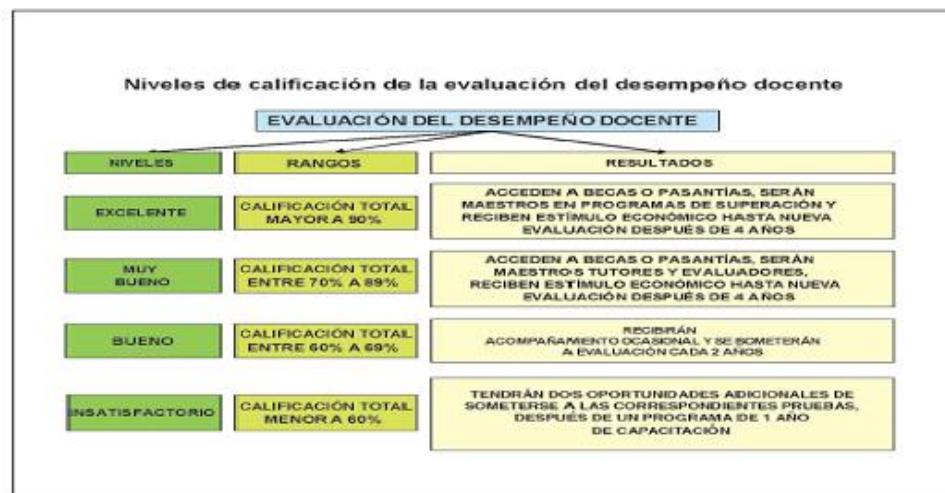 Niveles de calificación de la evaluación del desempeño docente
EVALUACIÓN DEL DESEMPEÑO DOCENTE
NIVELES
RANGOS
RESULTADOS
EXCELENTE
CALIFICACIÓN TOTAL
MAYOR A 90%
ACCEDEN A BECAS O PASANTÍAS, SERÁN
MAESTROS EN PROGRAMAS DE SUPERACIÓN Y
RECIBEN ESTÍMULO ECONÓMICO HASTA NUEVA
EVALUACIÓN DESPUÉS DE 4 AÑOS
MUY
BUENO
CALIFICACIÓN TOTAL
ENTRE 70% A 89%
ACCEDEN A BECAS O PASANTÍAS, SERÁN
MAESTROS TUTORES Y EVALUADORES,
RECIBEN ESTÍMULO ECONÓMICO HASTA NUEVA
EVALUACIÓN DESPUÉS DE 4 AÑOS
BUENO
CALIFICACIÓN TOTAL
ENTRE 60% A 69%
RECIBIRÁN
ACOMPAÑAMIENTO OCASIONAL Y SE SOMETERÁN
A EVALUACIÓN CADA 2 AÑOS
INSATISFACTORIO
CALIFICACIÓN TOTAL
MENOR A 60%
TENDRÁN DOS OPORTUNIDADES ADICIONALES DE
SOMETERSE A LAS CORRESPONDIENTES PRUEBAS,
DESPUÉS DE UN PROGRAMA DE 1 AÑO
DE CAPACITACIÓN